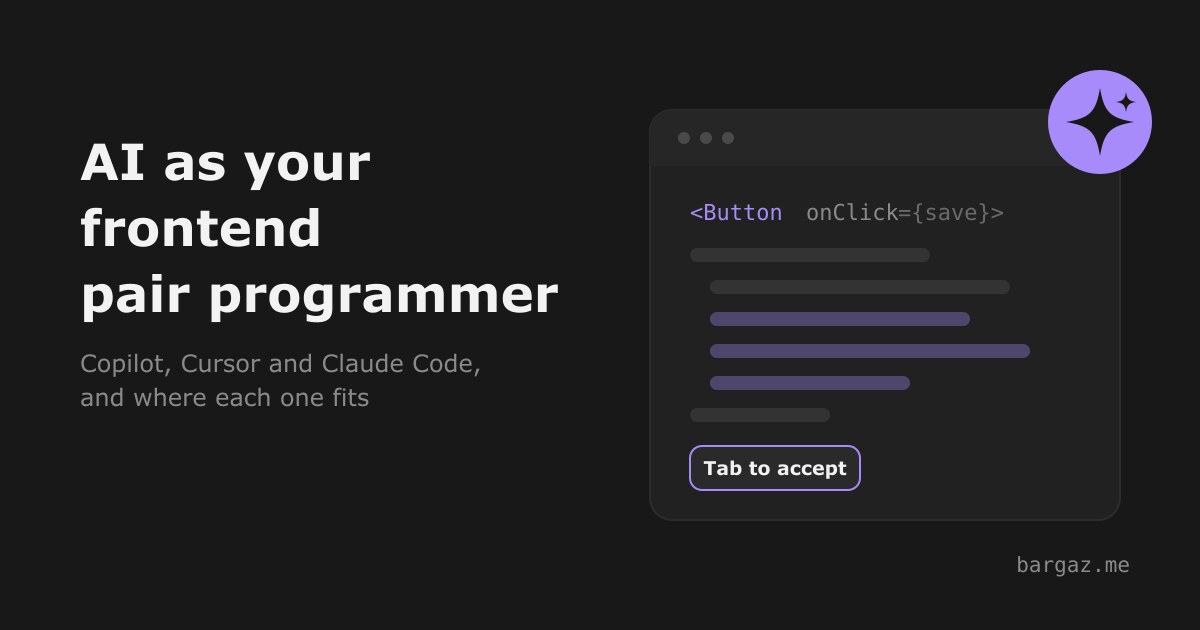 AI as your
frontend
pair programmer
Copilot, Cursor and Claude Code,
and where each one fits
<Button onClick={save}>
Tab to accept
bargaz.me